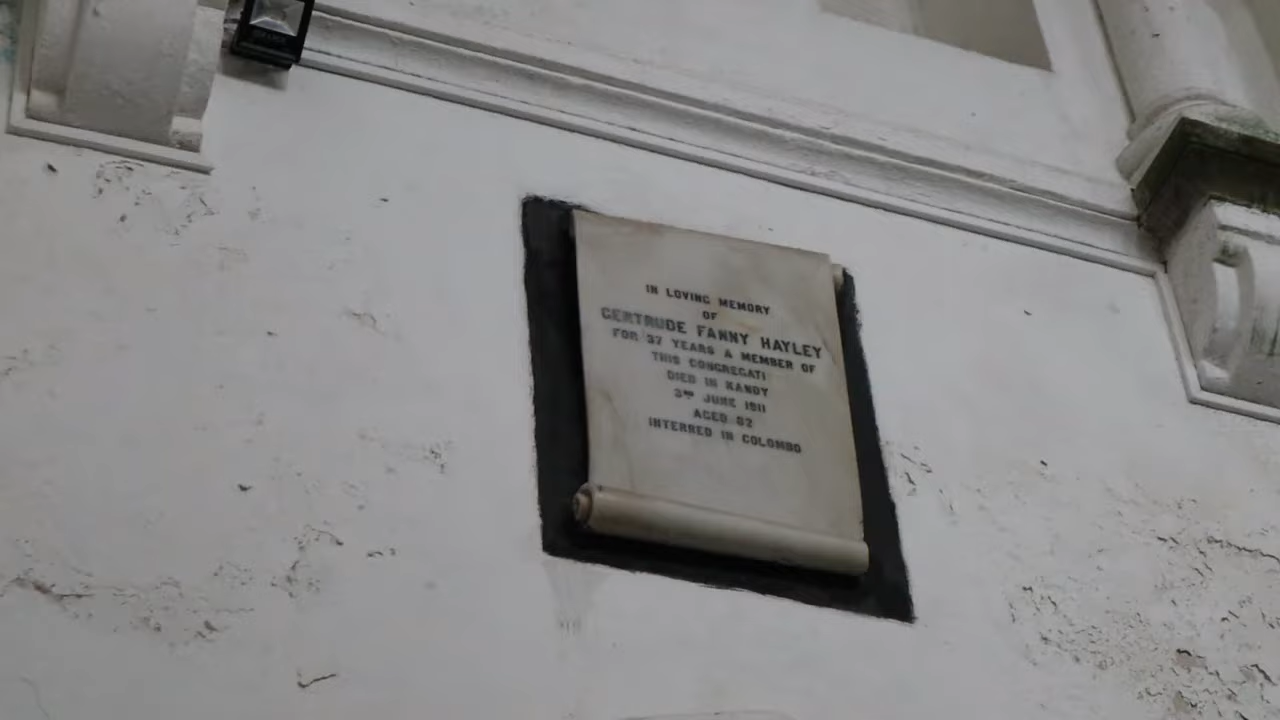 IN LOVING MEMORY
OF
GERTRUDE FANNY HAYLEY
FOR 37 YEARS A MEMBER OF
THIS CONGREGATI
DIED IN KANDY
3RD JUNE 1911
AGED 82
INTERRED IN COLOMBO